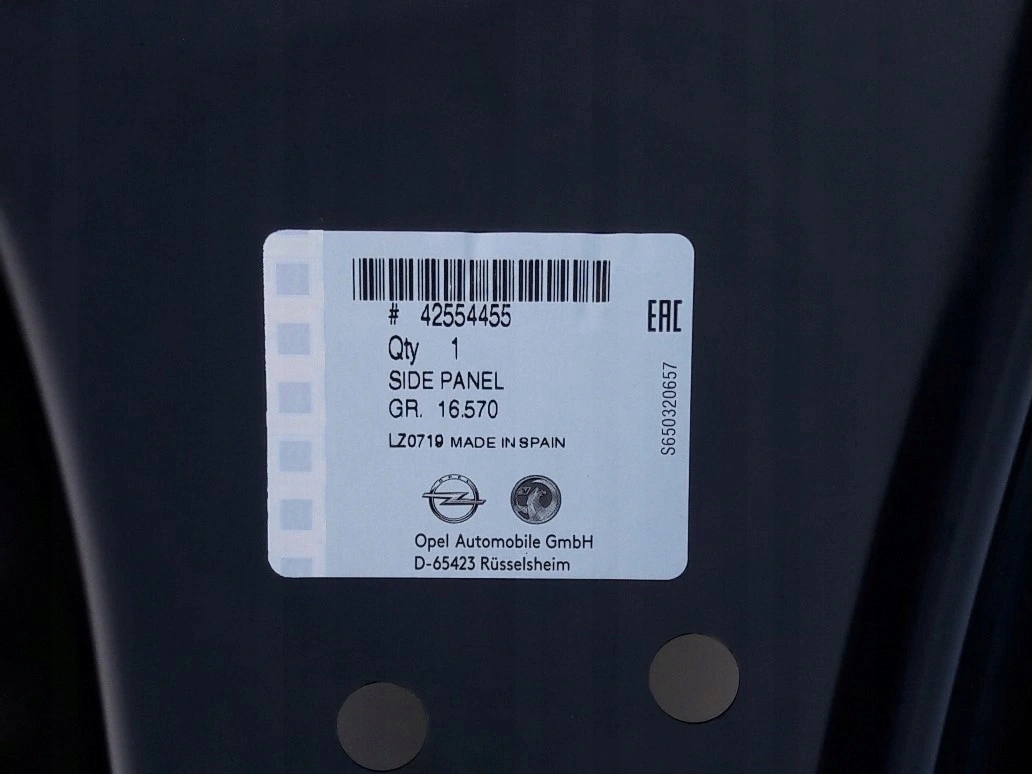 # 42554455
Qty 1
SIDE PANEL
GR. 16.570
LZ0719 MADE IN SPAIN
OPEL
Opel Automobile GmbH
D-65423 Rüsselsheim
EAC
S650320657